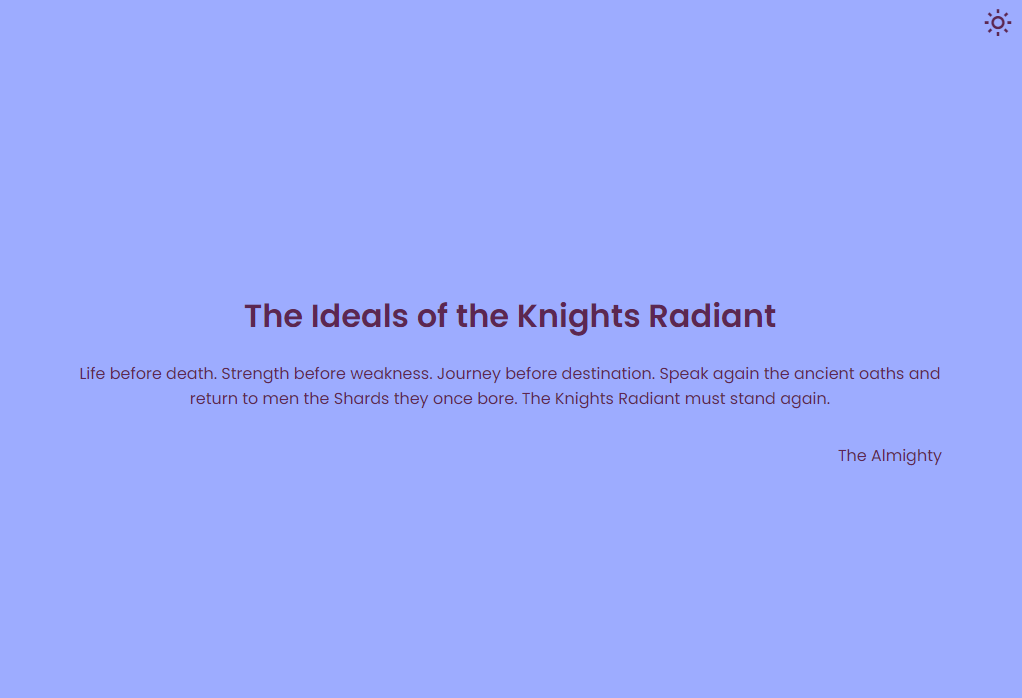 The Ideals of the Knights Radiant
Life before death. Strength before weakness. Journey before destination. Speak again the ancient oaths and
return to men the Shards they once bore. The Knights Radiant must stand again.
The Almighty